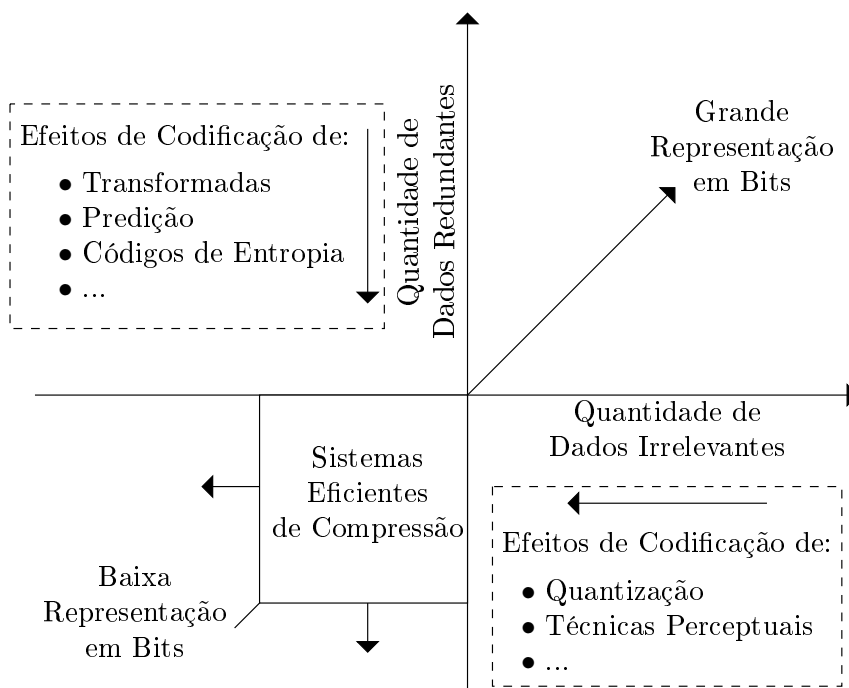 Efeitos de Codificação de:
● Transformadas
● Predição
● Códigos de Entropia
● ...
Quantidade de
Dados Redundantes
Grande
Representação
em Bits
Quantidade de
Dados Irrelevantes
Sistemas
Eficientes
de Compressão
Baixa
Representação
em Bits
Efeitos de Codificação de:
● Quantização
● Técnicas Perceptuais
● ...